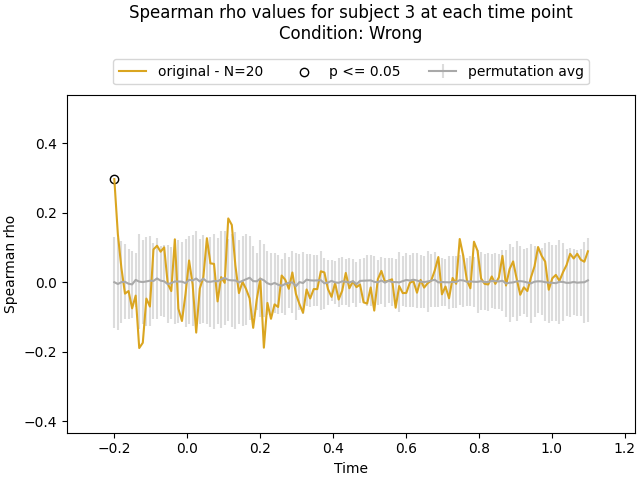 Spearman rho values for subject 3 at each time point
Condition: Wrong
original - N=20 p <= 0.05 permutation avg
Spearman rho
0.4
0.2
0.0
−0.2
−0.4
−0.2 0.0 0.2 0.4 0.6 0.8 1.0 1.2
Time